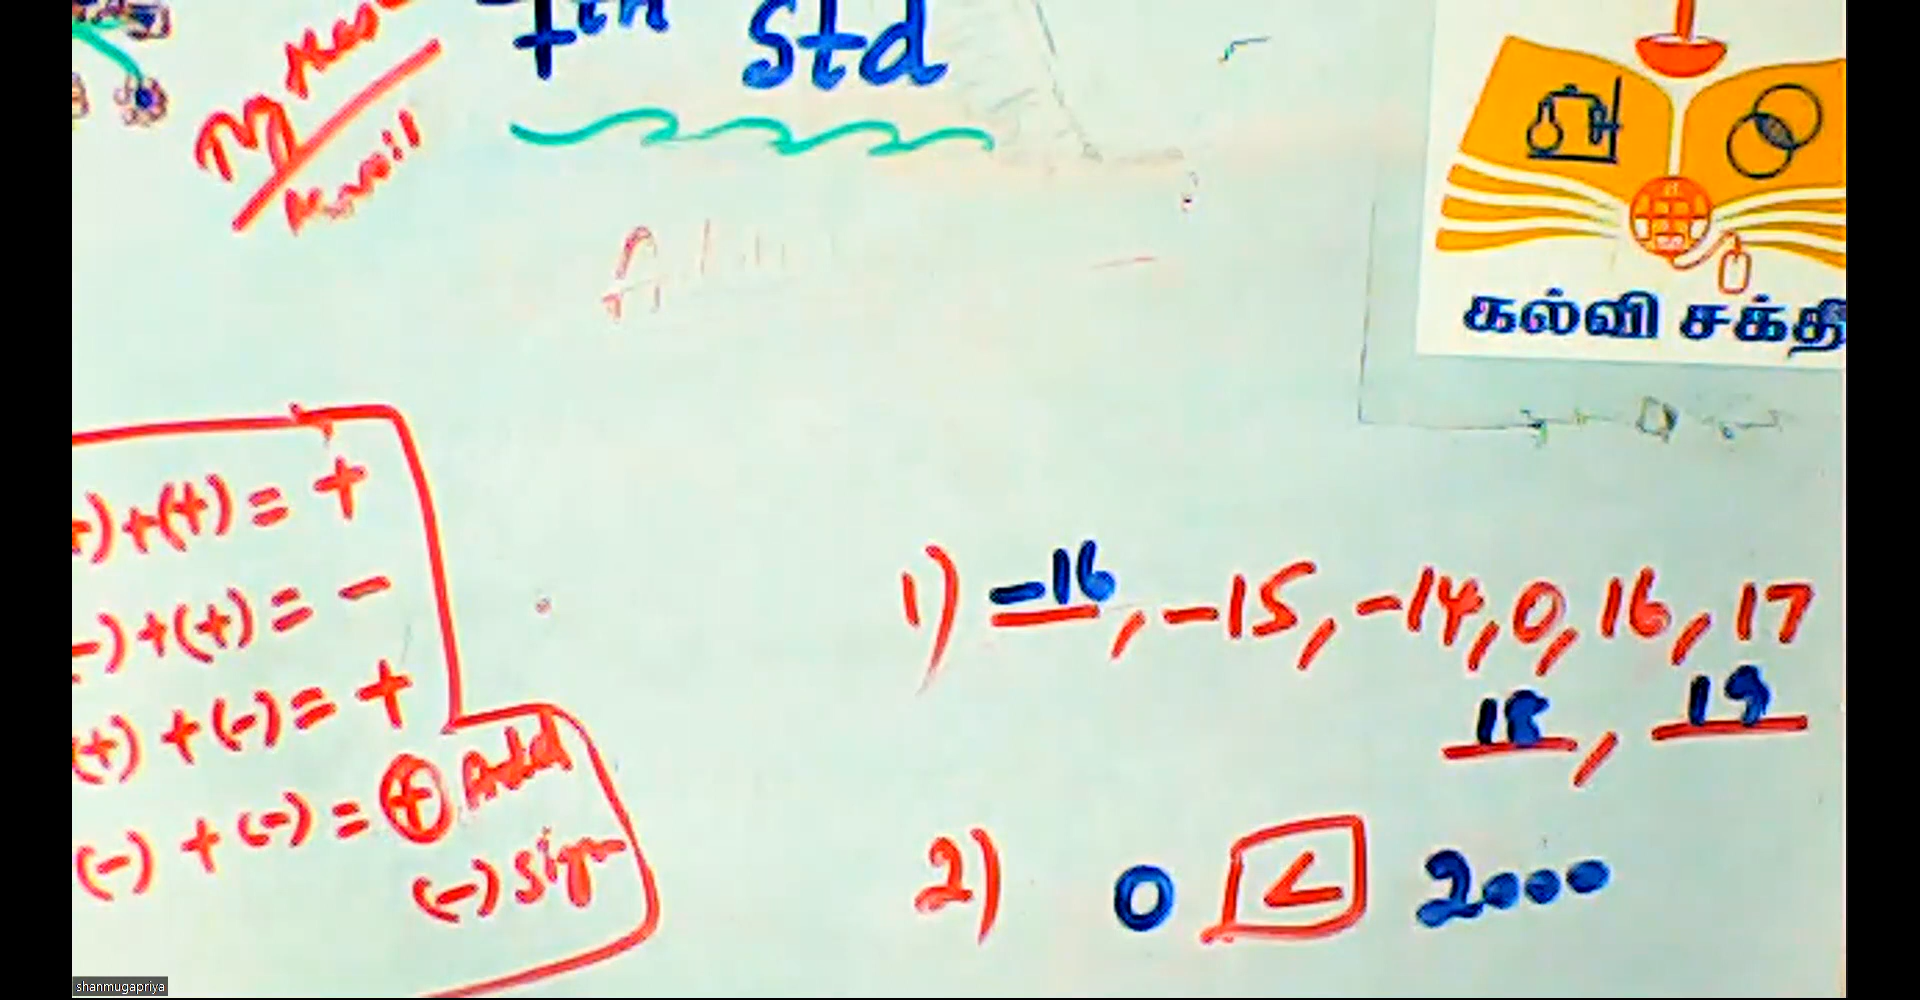 7th Std
கல்வி சக்தி
)+(+) = +
-)+(+) = -
(+) + (-) = +
(-) + (-) = + Add
(-) Sign
1) -16, -15, -14, 0, 16, 17
18, 19
2) 0 < 2000
shanmugapriya